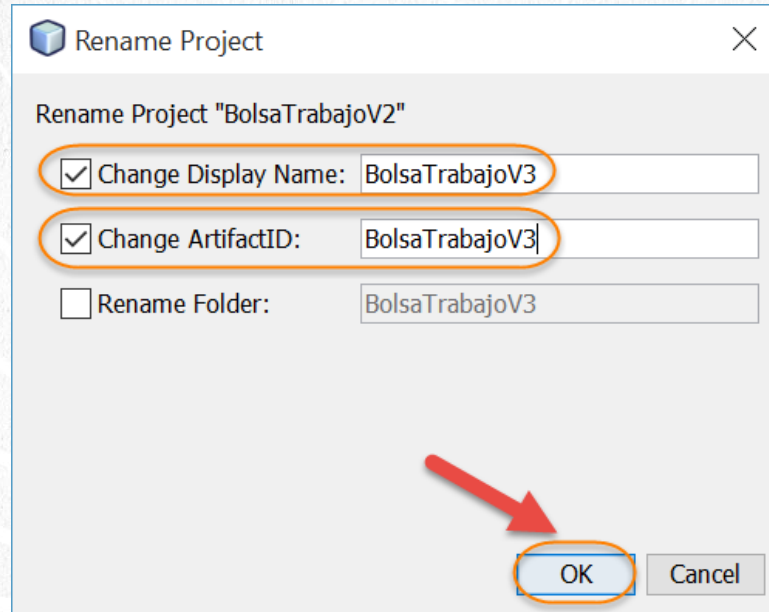 Rename Project
Rename Project "BolsaTrabajoV2"
Change Display Name: BolsaTrabajoV3
Change ArtifactID: BolsaTrabajoV3
Rename Folder: BolsaTrabajoV3
OK Cancel